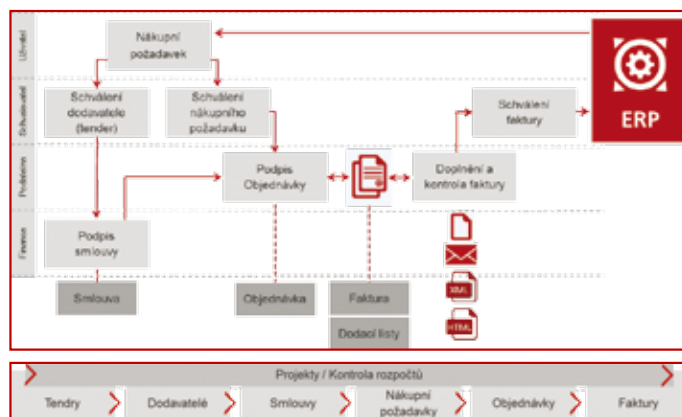 Uživatel
Nákupní
požadavek
Schvalovatel
Schválení
dodavatele
(tender)
Schválení
nákupního
požadavku
Schválení
faktury
ERP
Podpis
Objednávky
Doplnění a
kontrola faktury
Finance
Podpis
smlouvy
Smlouva
Objednávka
Faktura
Dodací listy
XML
HTML
Projekty / Kontrola rozpočtů
Tendry
Dodavatelé
Smlouvy
Nákupní
požadavky
Objednávky
Faktury